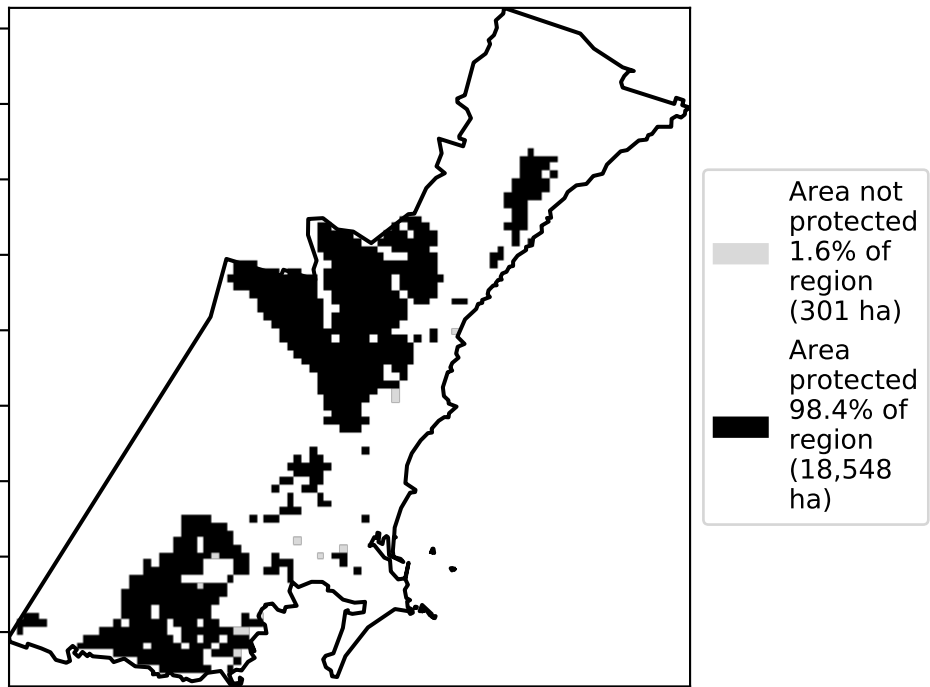 Area not
protected
1.6% of
region
(301 ha)
Area
protected
98.4% of
region
(18,548
ha)